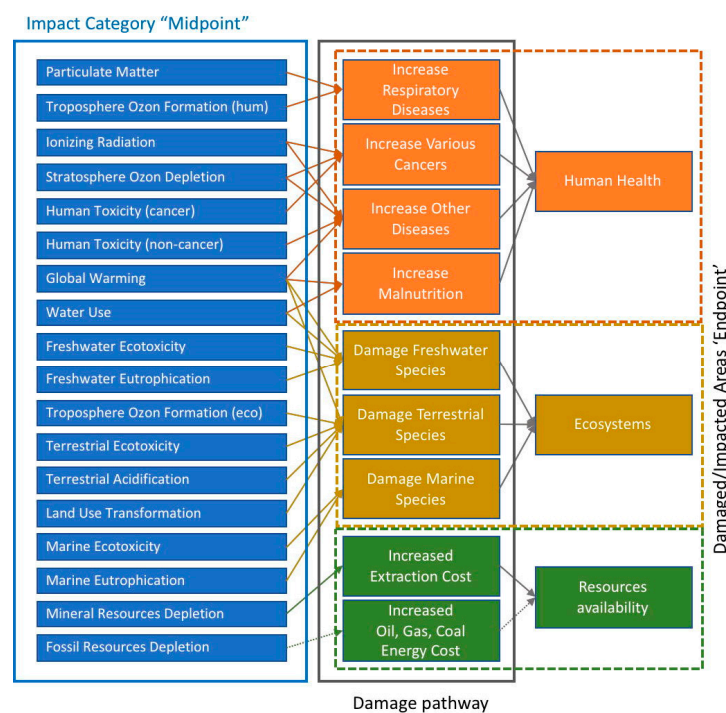 Impact Category “Midpoint”
Particulate Matter
Troposphere Ozon Formation (hum)
Ionizing Radiation
Stratosphere Ozon Depletion
Human Toxicity (cancer)
Human Toxicity (non-cancer)
Global Warming
Water Use
Freshwater Ecotoxicity
Freshwater Eutrophication
Troposphere Ozon Formation (eco)
Terrestrial Ecotoxicity
Terrestrial Acidification
Land Use Transformation
Marine Ecotoxicity
Marine Eutrophication
Mineral Resources Depletion
Fossil Resources Depletion
Increase
Respiratory
Diseases
Increase Various
Cancers
Increase Other
Diseases
Increase
Malnutrition
Damage Freshwater
Species
Damage Terrestrial
Species
Damage Marine
Species
Increased
Extraction Cost
Increased
Oil, Gas, Coal
Energy Cost
Human Health
Ecosystems
Resources
availability
Damaged/Impacted Areas ‘Endpoint’
Damage pathway